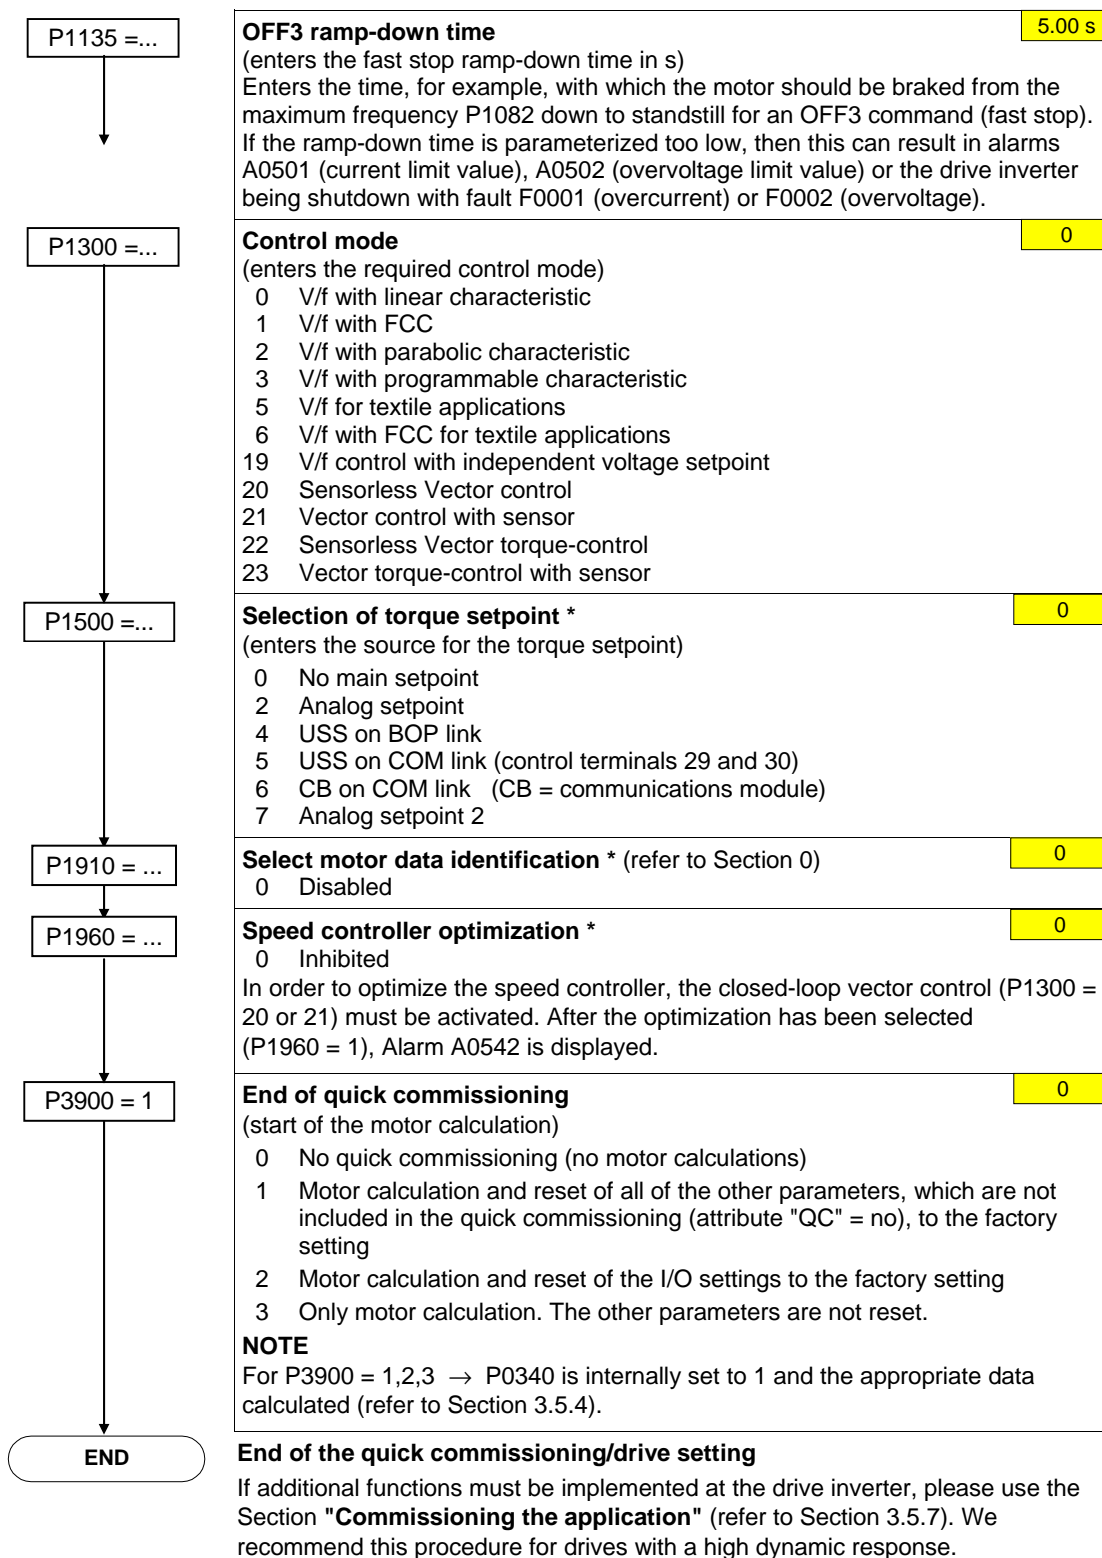 P1135 =...
OFF3 ramp-down time
5.00 s
(enters the fast stop ramp-down time in s)
Enters the time, for example, with which the motor should be braked from the
maximum frequency P1082 down to standstill for an OFF3 command (fast stop).
If the ramp-down time is parameterized too low, then this can result in alarms
A0501 (current limit value), A0502 (overvoltage limit value) or the drive inverter
being shutdown with fault F0001 (overcurrent) or F0002 (overvoltage).
P1300 =...
Control mode
0
(enters the required control mode)
0 V/f with linear characteristic
1 V/f with FCC
2 V/f with parabolic characteristic
3 V/f with programmable characteristic
5 V/f for textile applications
6 V/f with FCC for textile applications
19 V/f control with independent voltage setpoint
20 Sensorless Vector control
21 Vector control with sensor
22 Sensorless Vector torque-control
23 Vector torque-control with sensor
P1500 =...
Selection of torque setpoint *
0
(enters the source for the torque setpoint)
0 No main setpoint
2 Analog setpoint
4 USS on BOP link
5 USS on COM link (control terminals 29 and 30)
6 CB on COM link (CB = communications module)
7 Analog setpoint 2
P1910 = ...
Select motor data identification * (refer to Section 0)
0
0 Disabled
P1960 = ...
Speed controller optimization *
0
0 Inhibited
In order to optimize the speed controller, the closed-loop vector control (P1300 =
20 or 21) must be activated. After the optimization has been selected
(P1960 = 1), Alarm A0542 is displayed.
P3900 = 1
End of quick commissioning
0
(start of the motor calculation)
0 No quick commissioning (no motor calculations)
1 Motor calculation and reset of all of the other parameters, which are not
included in the quick commissioning (attribute "QC" = no), to the factory
setting
2 Motor calculation and reset of the I/O settings to the factory setting
3 Only motor calculation. The other parameters are not reset.
NOTE
For P3900 = 1,2,3 → P0340 is internally set to 1 and the appropriate data
calculated (refer to Section 3.5.4).
END
End of the quick commissioning/drive setting
If additional functions must be implemented at the drive inverter, please use the
Section "Commissioning the application" (refer to Section 3.5.7). We
recommend this procedure for drives with a high dynamic response.